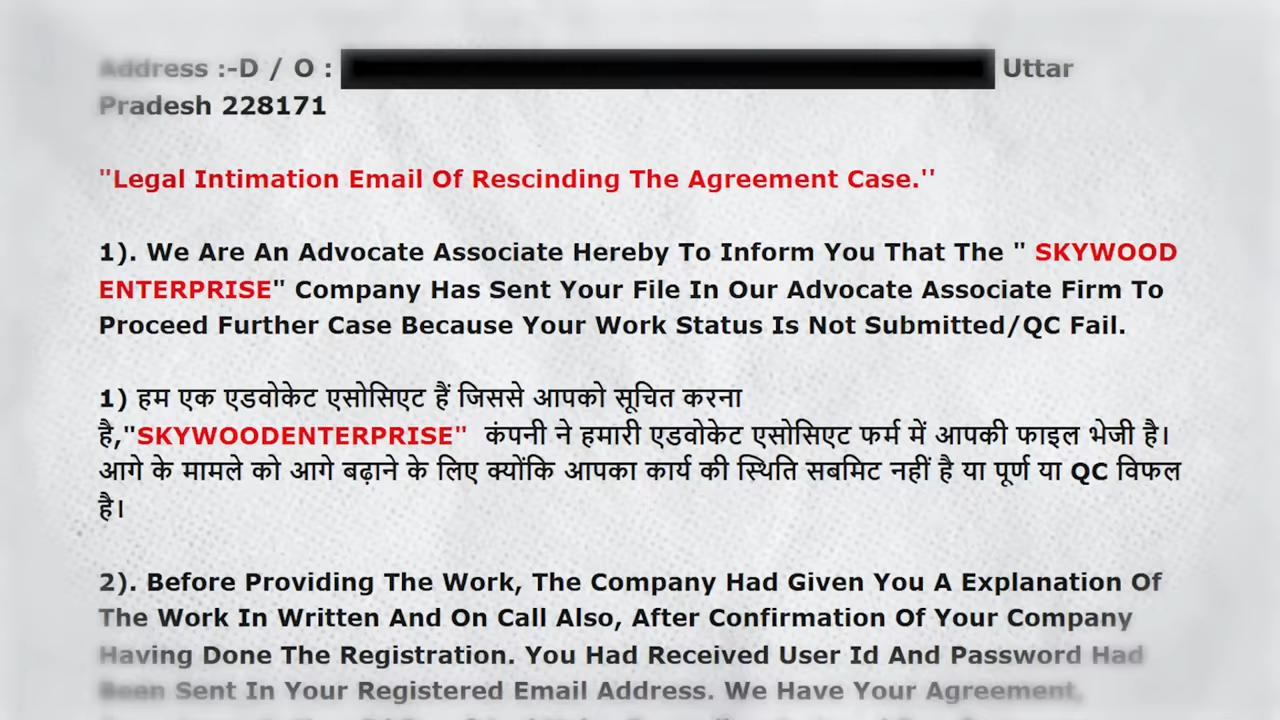 Address :-D / O : Uttar
Pradesh 228171
"Legal Intimation Email Of Rescinding The Agreement Case.''
1). We Are An Advocate Associate Hereby To Inform You That The " SKYWOOD
ENTERPRISE" Company Has Sent Your File In Our Advocate Associate Firm To
Proceed Further Case Because Your Work Status Is Not Submitted/QC Fail.
1) हम एक एडवोकेट एसोसिएट हैं जिससे आपको सूचित करना
है,"SKYWOODENTERPRISE" कंपनी ने हमारी एडवोकेट एसोसिएट फर्म में आपकी फाइल भेजी है।
आगे के मामले को आगे बढ़ाने के लिए क्योंकि आपका कार्य की स्थिति सबमिट नहीं है या पूर्ण या QC विफल
है।
2). Before Providing The Work, The Company Had Given You A Explanation Of
The Work In Written And On Call Also, After Confirmation Of Your Company
Having Done The Registration. You Had Received User Id And Password Had
Been Sent In Your Registered Email Address. We Have Your Agreement,